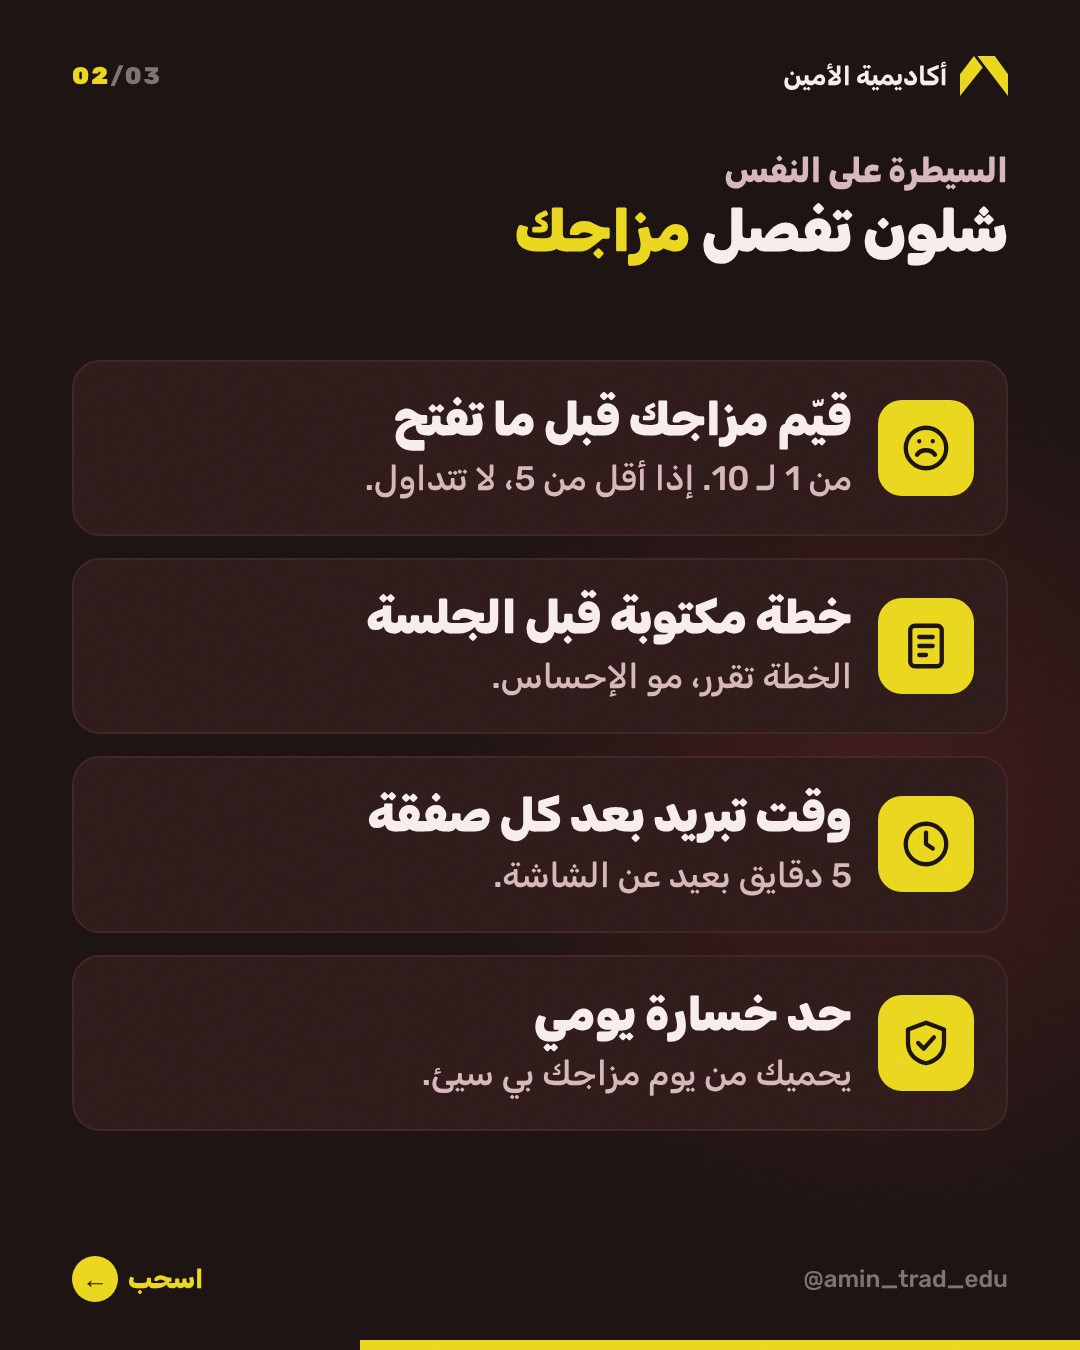 أكاديمية الأمين
02/03
السيطرة على النفس
شلون تفصل مزاجك
قيّم مزاجك قبل ما تفتح
من 1 لـ 10. إذا أقل من 5، لا تتداول.
خطة مكتوبة قبل الجلسة
الخطة تقرر، مو الإحساس.
وقت تبريد بعد كل صفقة
5 دقايق بعيد عن الشاشة.
حد خسارة يومي
يحميك من يوم مزاجك بي سيئ.
@amin_trad_edu
اسحب ←